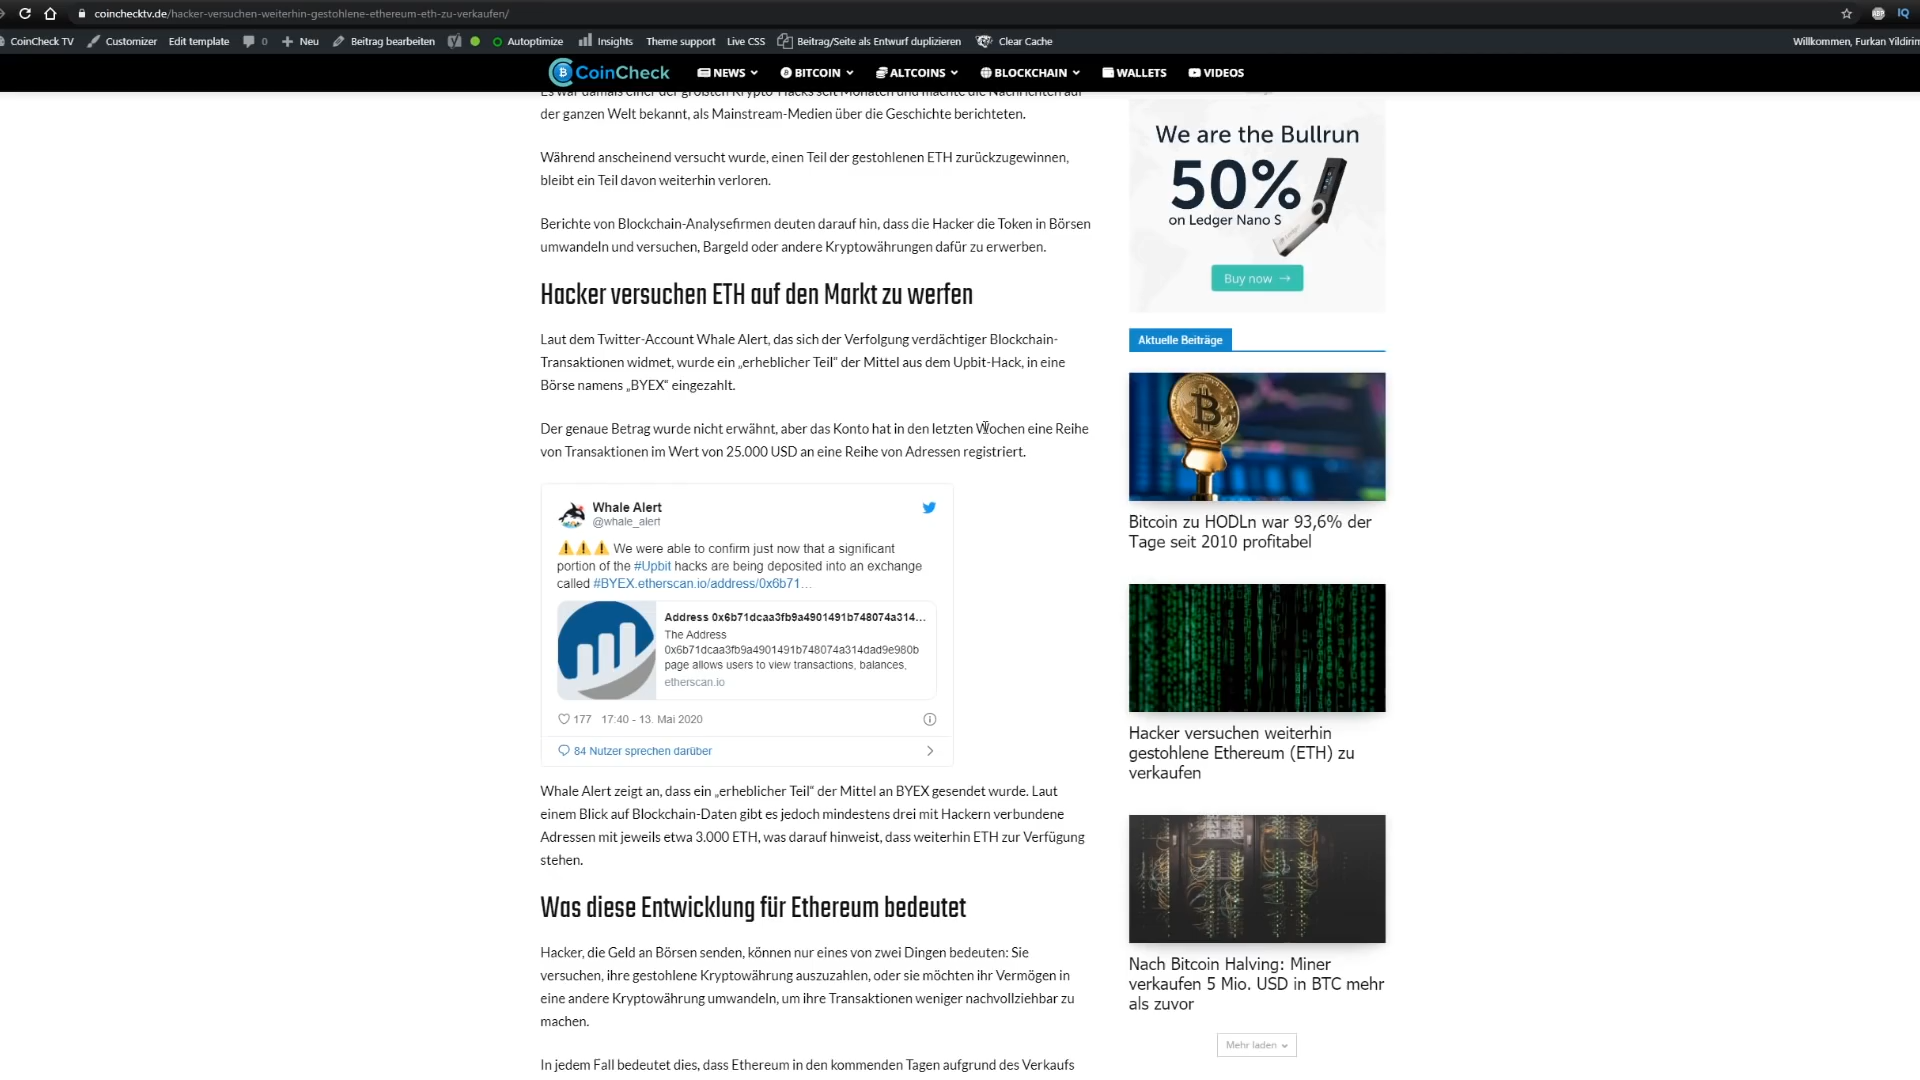 coinchecktv.de/hacker-versuchen-weiterhin-gestohlene-ethereum-eth-zu-verkaufen/
ABP
IQ
CoinCheck TV
Customizer
Edit template
0
Neu
Beitrag bearbeiten
Autoptimize
Insights
Theme support
Live CSS
Beitrag/Seite als Entwurf duplizieren
Clear Cache
Willkommen, Furkan Yildirim
CoinCheck
NEWS
BITCOIN
ALTCOINS
BLOCKCHAIN
WALLETS
VIDEOS
Es war damals einer der größten Krypto-Hacks seit Monaten und machte die Nachrichten auf
der ganzen Welt bekannt, als Mainstream-Medien über die Geschichte berichteten.
Während anscheinend versucht wurde, einen Teil der gestohlenen ETH zurückzugewinnen,
bleibt ein Teil davon weiterhin verloren.
Berichte von Blockchain-Analysefirmen deuten darauf hin, dass die Hacker die Token in Börsen
umwandeln und versuchen, Bargeld oder andere Kryptowährungen dafür zu erwerben.
Hacker versuchen ETH auf den Markt zu werfen
Laut dem Twitter-Account Whale Alert, das sich der Verfolgung verdächtiger Blockchain-
Transaktionen widmet, wurde ein „erheblicher Teil“ der Mittel aus dem Upbit-Hack, in eine
Börse namens „BYEX“ eingezahlt.
Der genaue Betrag wurde nicht erwähnt, aber das Konto hat in den letzten Wochen eine Reihe
von Transaktionen im Wert von 25.000 USD an eine Reihe von Adressen registriert.
Whale Alert
@whale_alert
⚠⚠⚠ We were able to confirm just now that a significant
portion of the #Upbit hacks are being deposited into an exchange
called #BYEX.etherscan.io/address/0x6b71…
Address 0x6b71dcaa3fb9a4901491b748074a314...
The Address
0x6b71dcaa3fb9a4901491b748074a314dad9e980b
page allows users to view transactions, balances,
etherscan.io
177 17:40 - 13. Mai 2020
84 Nutzer sprechen darüber
Whale Alert zeigt an, dass ein „erheblicher Teil“ der Mittel an BYEX gesendet wurde. Laut
einem Blick auf Blockchain-Daten gibt es jedoch mindestens drei mit Hackern verbundene
Adressen mit jeweils etwa 3.000 ETH, was darauf hinweist, dass weiterhin ETH zur Verfügung
stehen.
Was diese Entwicklung für Ethereum bedeutet
Hacker, die Geld an Börsen senden, können nur eines von zwei Dingen bedeuten: Sie
versuchen, ihre gestohlene Kryptowährung auszuzahlen, oder sie möchten ihr Vermögen in
eine andere Kryptowährung umwandeln, um ihre Transaktionen weniger nachvollziehbar zu
machen.
In jedem Fall bedeutet dies, dass Ethereum in den kommenden Tagen aufgrund des Verkaufs
We are the Bullrun
50%
on Ledger Nano S
Buy now →
Aktuelle Beiträge
Bitcoin zu HODLn war 93,6% der
Tage seit 2010 profitabel
Hacker versuchen weiterhin
gestohlene Ethereum (ETH) zu
verkaufen
Nach Bitcoin Halving: Miner
verkaufen 5 Mio. USD in BTC mehr
als zuvor
Mehr laden